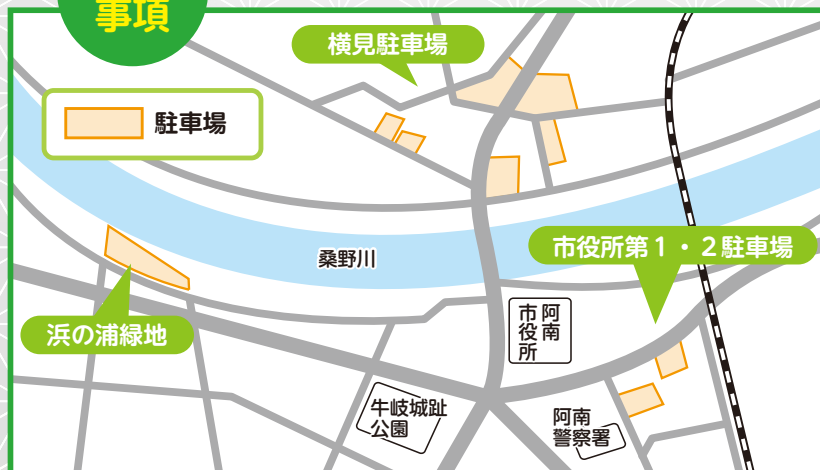 事項
横見駐車場
駐車場
桑野川
市役所第1・2駐車場
浜の浦緑地
阿南
市役所
牛岐城趾
公園
阿南
警察署